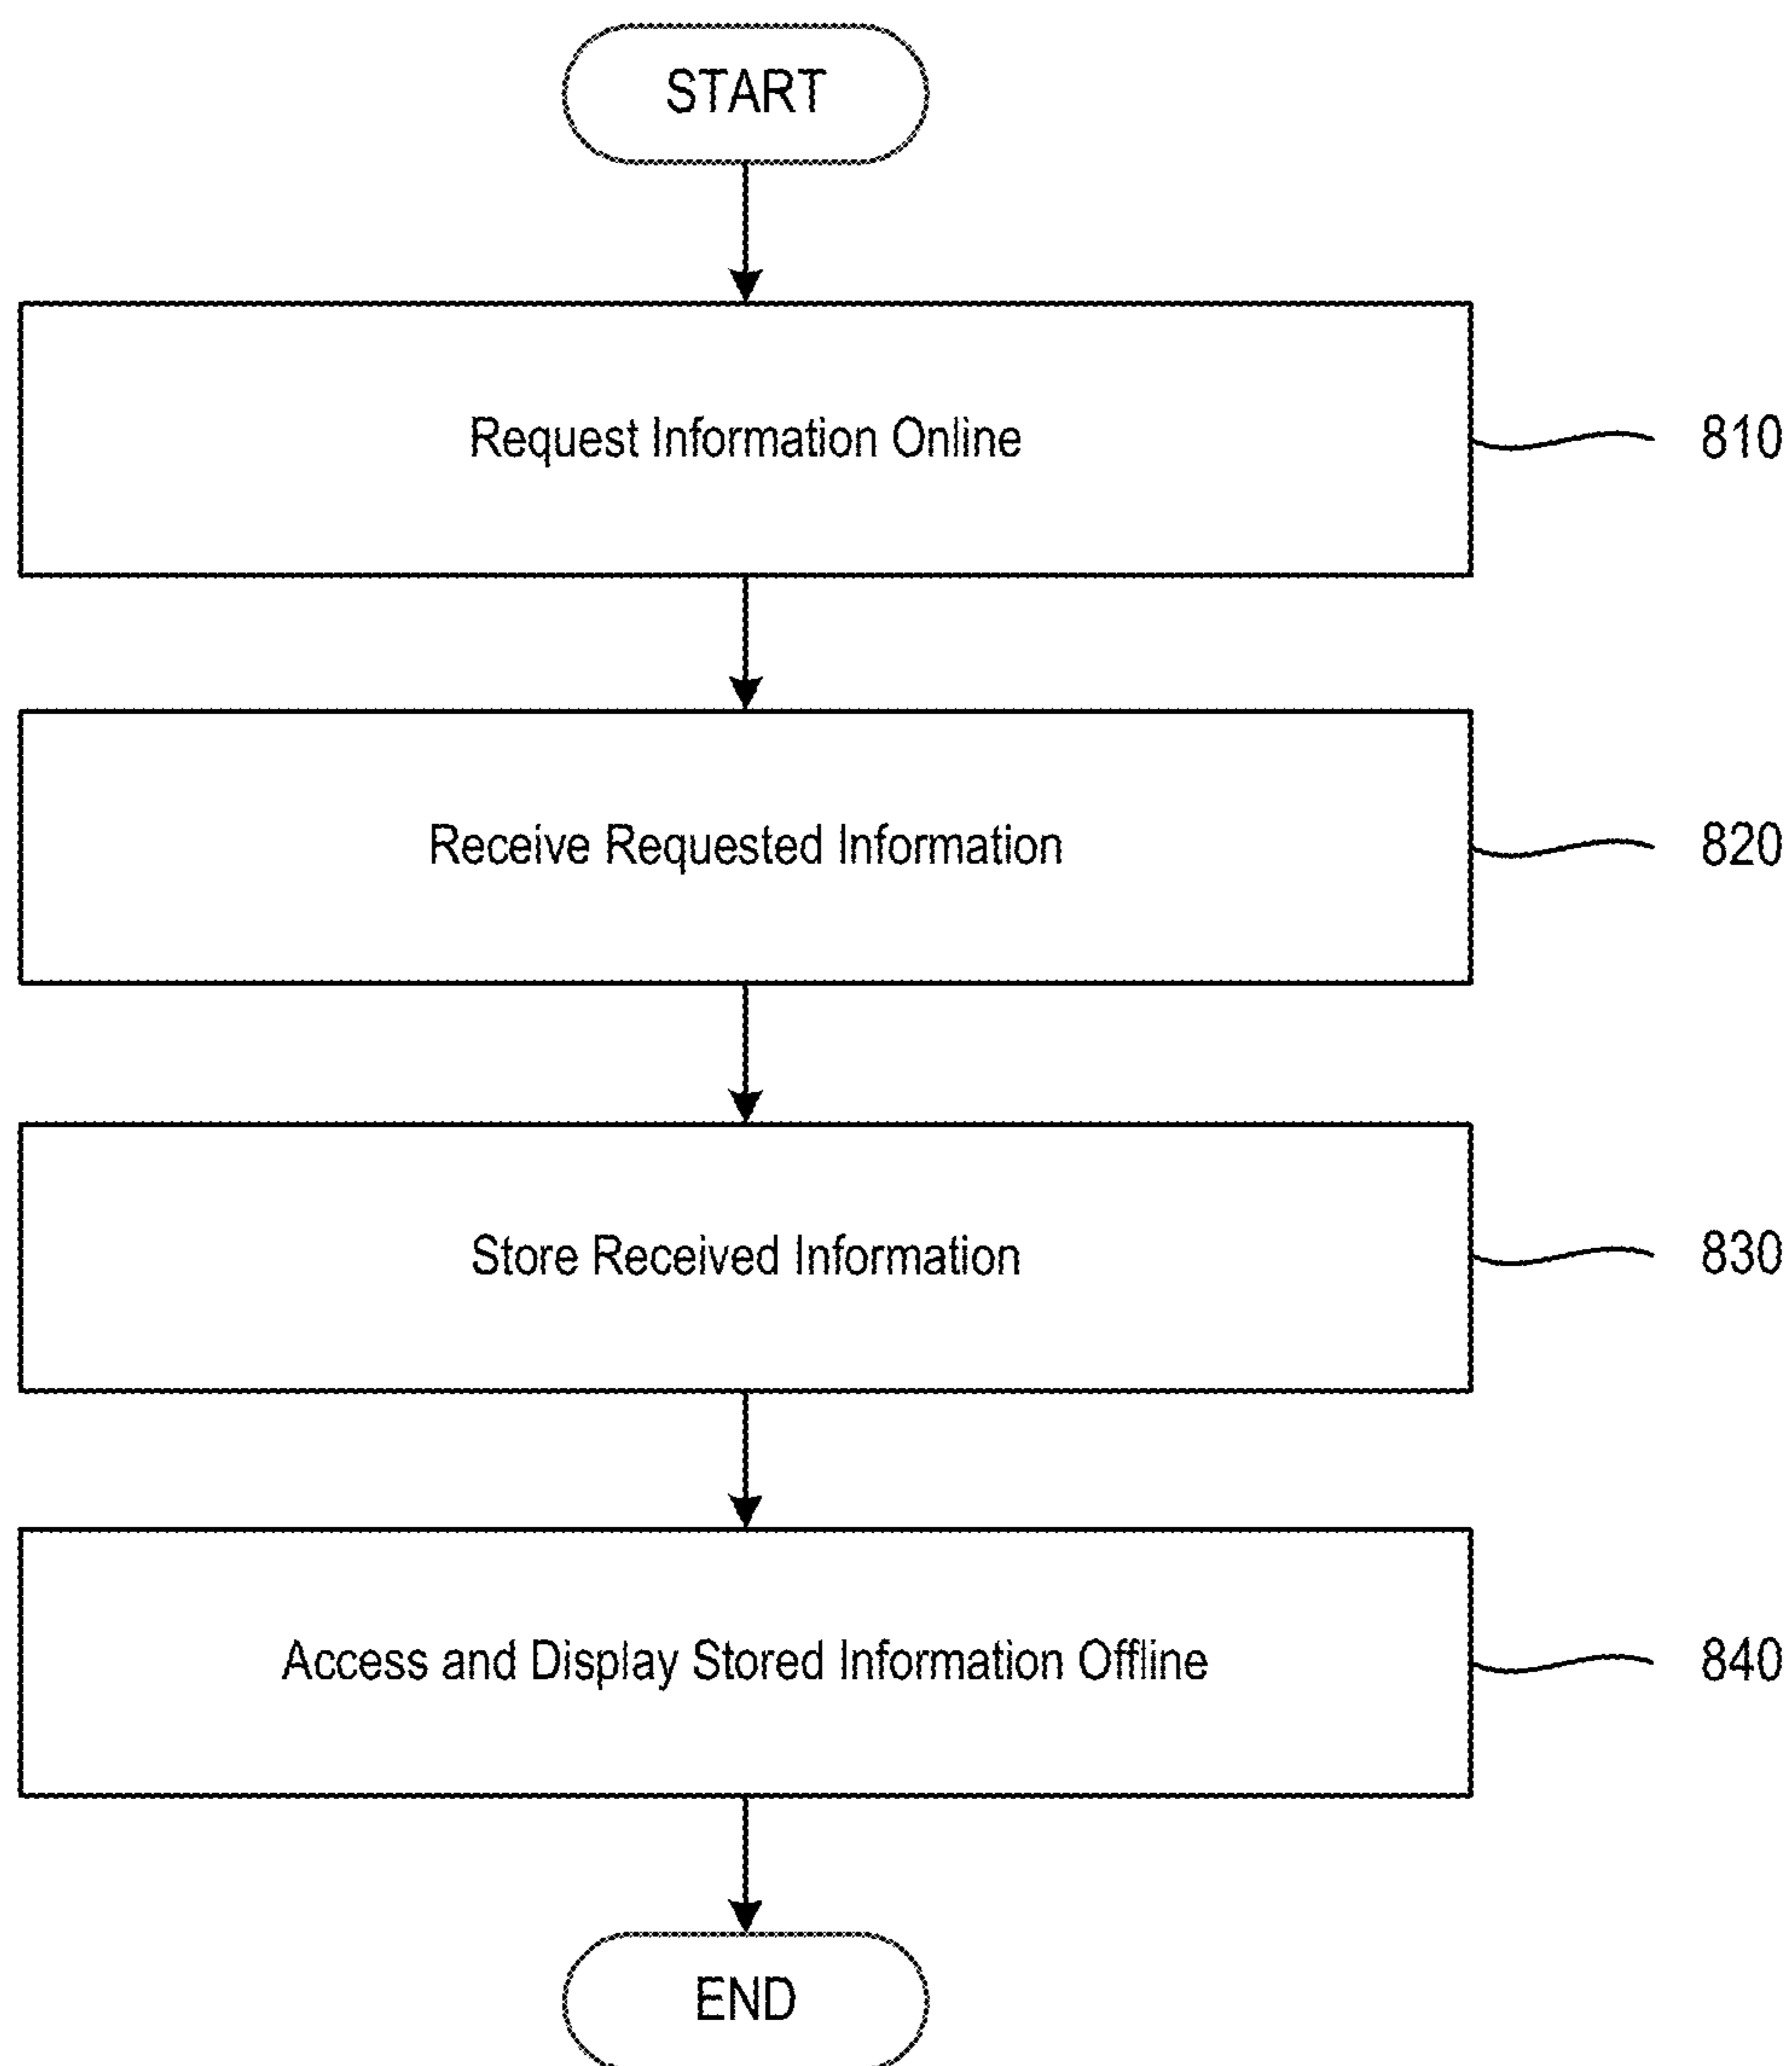 START
Request Information Online
810
Receive Requested Information
820
Store Received Information
830
Access and Display Stored Information Offline
840
END